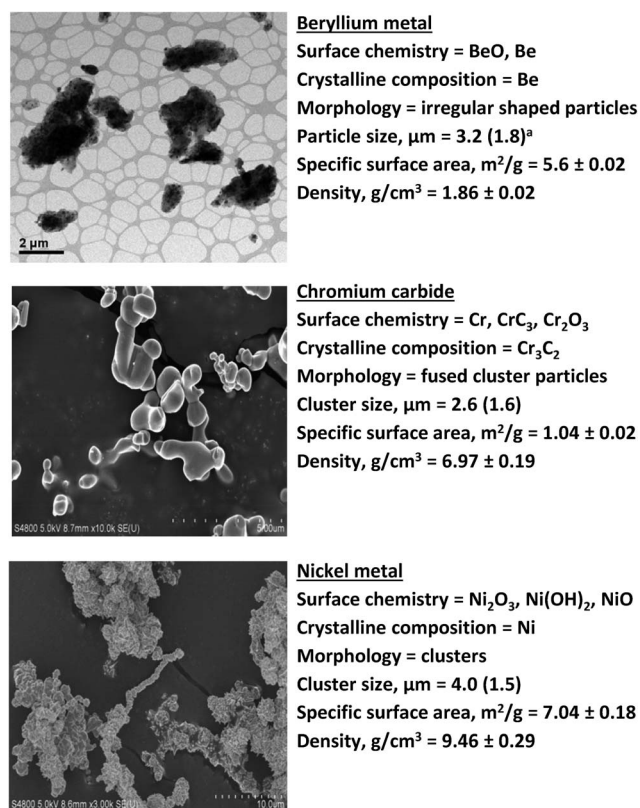 Beryllium metal
Surface chemistry = BeO, Be
Crystalline composition = Be
Morphology = irregular shaped particles
Particle size, µm = 3.2 (1.8)ᵃ
Specific surface area, m²/g = 5.6 ± 0.02
Density, g/cm³ = 1.86 ± 0.02
2 µm
Chromium carbide
Surface chemistry = Cr, CrC₃, Cr₂O₃
Crystalline composition = Cr₃C₂
Morphology = fused cluster particles
Cluster size, µm = 2.6 (1.6)
Specific surface area, m²/g = 1.04 ± 0.02
Density, g/cm³ = 6.97 ± 0.19
S4800 5.0kV 8.7mm x10.0k SE(U) 5.00um
Nickel metal
Surface chemistry = Ni₂O₃, Ni(OH)₂, NiO
Crystalline composition = Ni
Morphology = clusters
Cluster size, µm = 4.0 (1.5)
Specific surface area, m²/g = 7.04 ± 0.18
Density, g/cm³ = 9.46 ± 0.29
S4800 5.0kV 8.6mm x3.00k SE(U) 10.0um